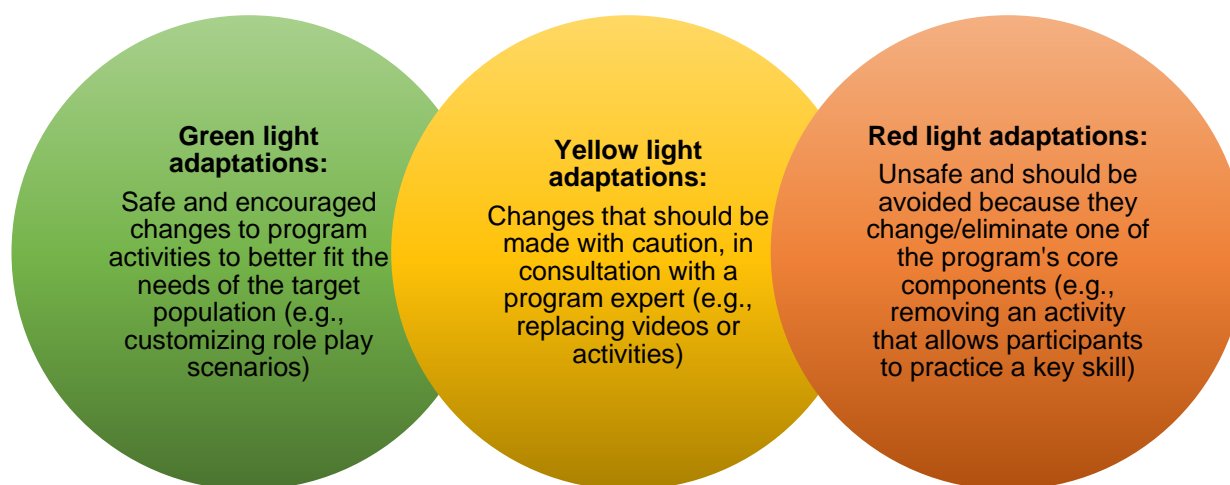 Green light
adaptations:
Safe and encouraged
changes to program
activities to better fit the
needs of the target
population (e.g.,
customizing role play
scenarios)
Yellow light
adaptations:
Changes that should be
made with caution, in
consultation with a
program expert (e.g.,
replacing videos or
activities)
Red light adaptations:
Unsafe and should be
avoided because they
change/eliminate one of
the program's core
components (e.g.,
removing an activity
that allows participants
to practice a key skill)